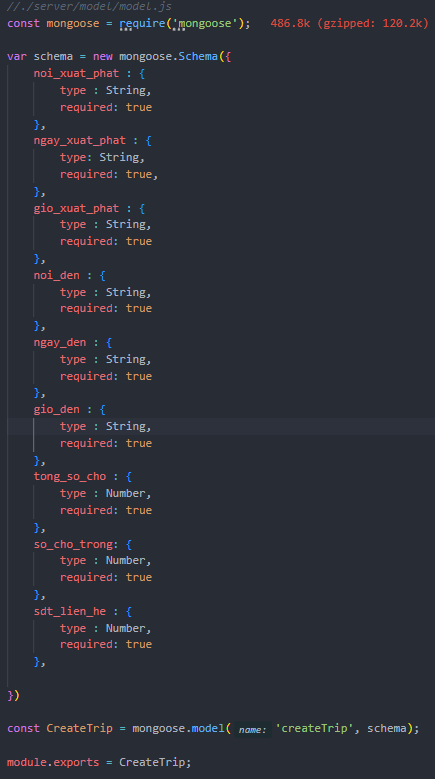 //./server/model/model.js
const mongoose = require('mongoose');   486.8k (gzipped: 120.2k)
var schema = new mongoose.Schema({
    noi_xuat_phat : {
        type : String,
        required: true
    },
    ngay_xuat_phat : {
        type: String,
        required: true,
    },
    gio_xuat_phat : {
        type : String,
        required: true
    },
    noi_den : {
        type : String,
        required: true
    },
    ngay_den : {
        type : String,
        required: true
    },
    gio_den : {
        type : String,
        required: true
    },
    tong_so_cho : {
        type : Number,
        required: true
    },
    so_cho_trong: {
        type : Number,
        required: true
    },
    sdt_lien_he : {
        type : Number,
        required: true
    },
})
const CreateTrip = mongoose.model( name: 'createTrip', schema);
module.exports = CreateTrip;